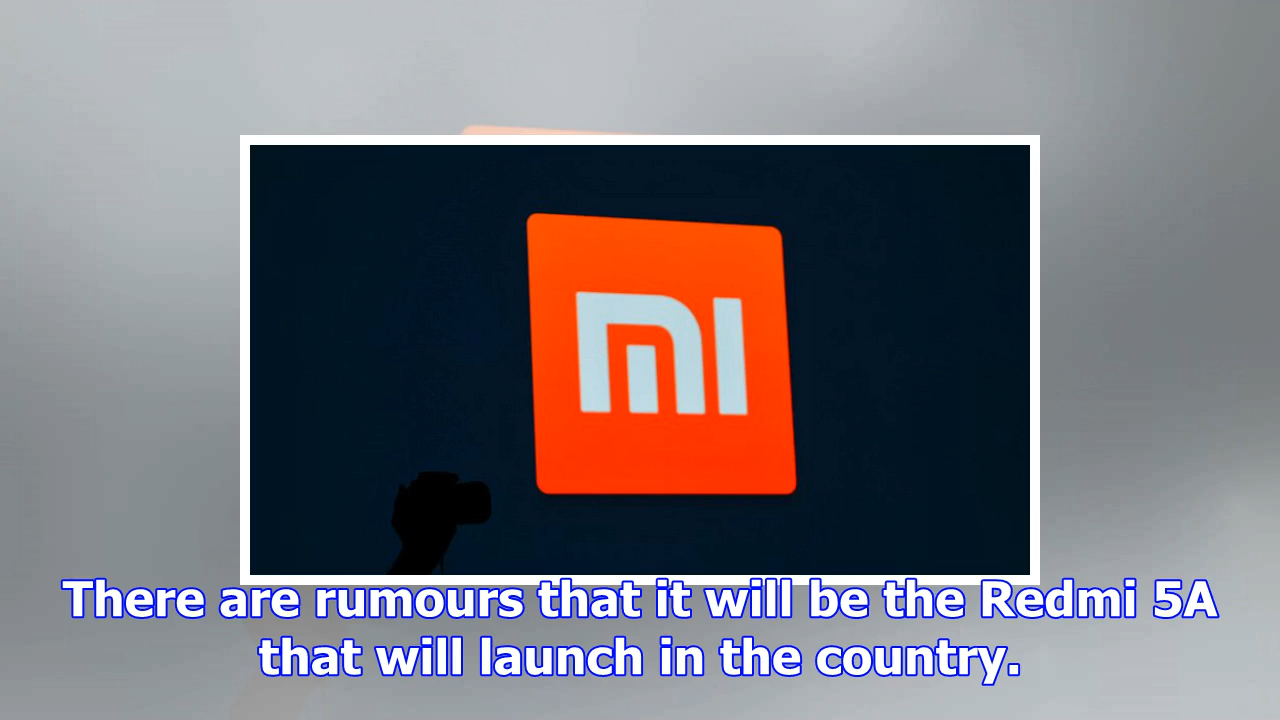 mi
There are rumours that it will be the Redmi 5A
that will launch in the country.